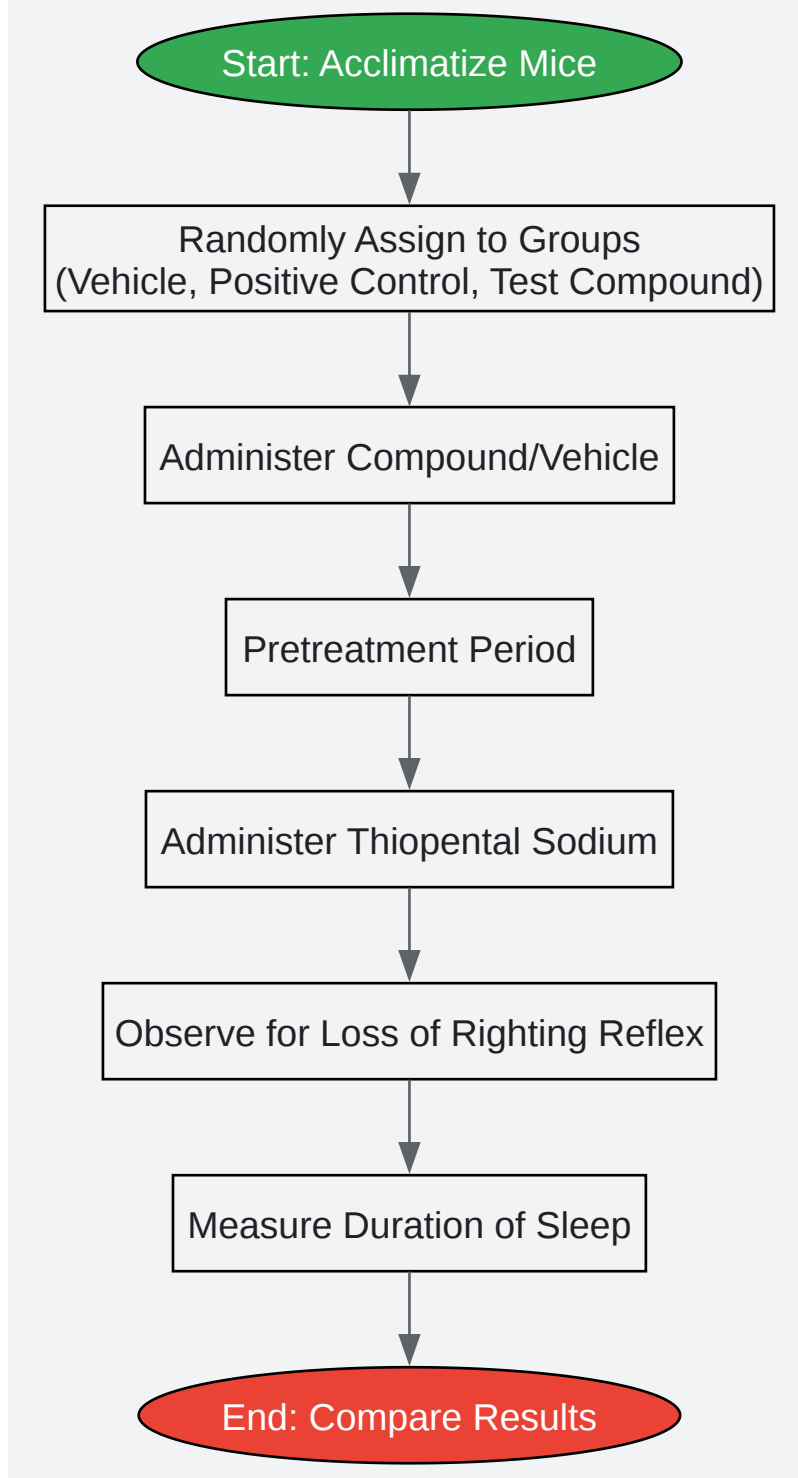 Start: Acclimatize Mice
Randomly Assign to Groups
(Vehicle, Positive Control, Test Compound)
Administer Compound/Vehicle
Pretreatment Period
Administer Thiopental Sodium
Observe for Loss of Righting Reflex
Measure Duration of Sleep
End: Compare Results